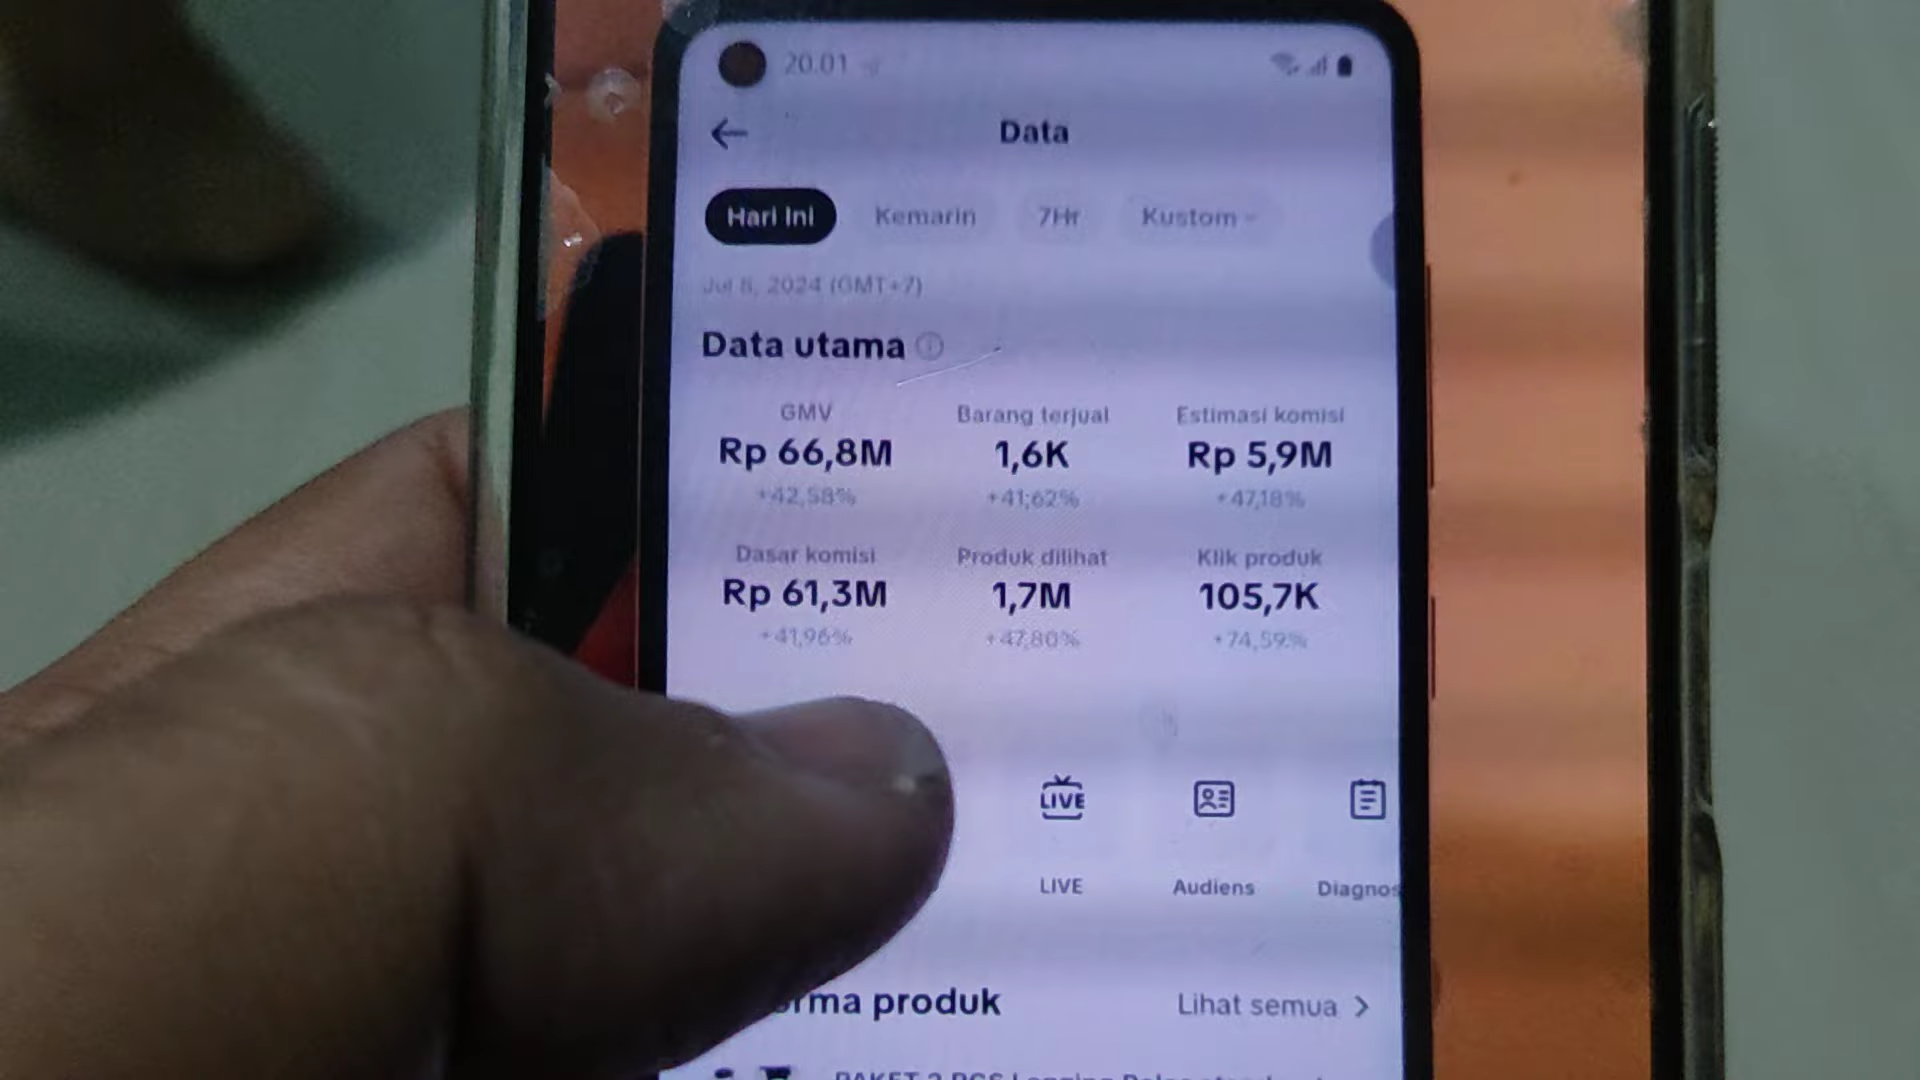 20.01
Data
Hari Ini Kemarin 7Hr Kustom
2024 (GMT+7)
Data utama
GMV Barang terjual Estimasi komisi
Rp 66,8M 1,6K Rp 5,9M
+42,58% +41,62% +47,18%
Dasar komisi Produk dilihat Klik produk
Rp 61,3M 1,7M 105,7K
+41,96% +47,80% +74,59%
LIVE
LIVE Audiens Diagnos
rma produk Lihat semua